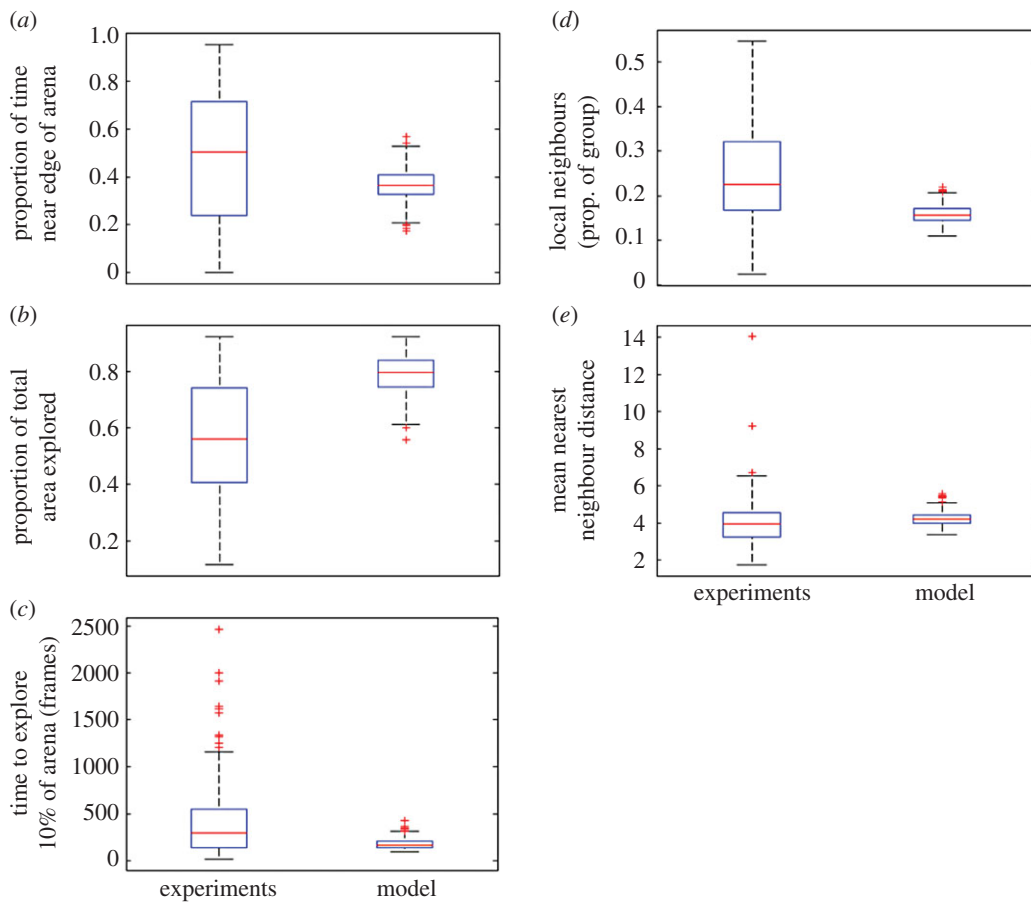 (a)
proportion of time
near edge of arena
1.0
0.8
0.6
0.4
0.2
0
(b)
proportion of total
area explored
0.8
0.6
0.4
0.2
(c)
time to explore
10% of arena (frames)
2500
2000
1500
1000
500
0
experiments
model
(d)
local neighbours
(prop. of group)
0.5
0.4
0.3
0.2
0.1
0
(e)
mean nearest
neighbour distance
14
12
10
8
6
4
2
experiments
model